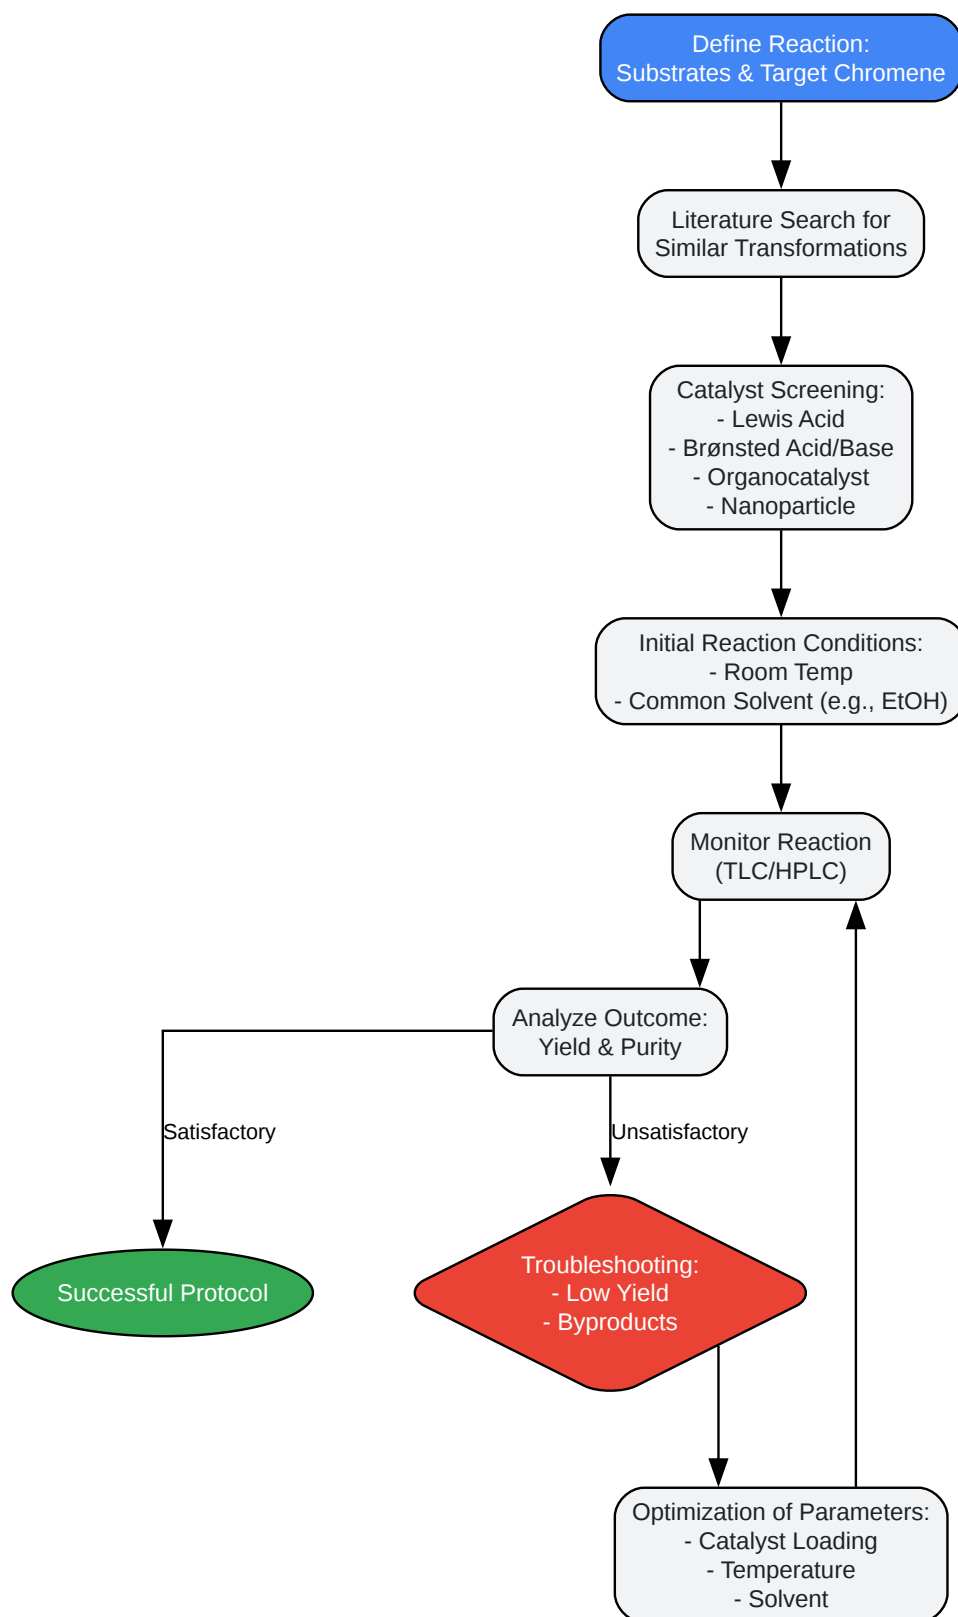 Define Reaction:
Substrates & Target Chromene
Literature Search for
Similar Transformations
Catalyst Screening:
- Lewis Acid
- Brønsted Acid/Base
- Organocatalyst
- Nanoparticle
Initial Reaction Conditions:
- Room Temp
- Common Solvent (e.g., EtOH)
Monitor Reaction
(TLC/HPLC)
Analyze Outcome:
Yield & Purity
Satisfactory
Unsatisfactory
Successful Protocol
Troubleshooting:
- Low Yield
- Byproducts
Optimization of Parameters:
- Catalyst Loading
- Temperature
- Solvent